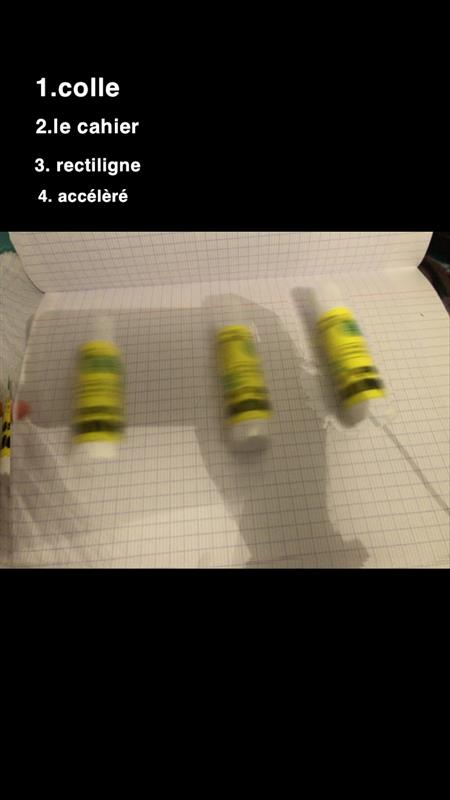 1.colle
2.le cahier
3. rectiligne
4. accélèré